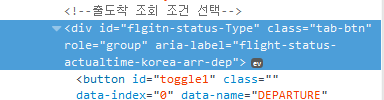 <!--출도착 조회 조건 선택-->
<div id="flgitn-status-Type" class="tab-btn"
role="group" aria-label="flight-status-
actualtime-korea-arr-dep"> ev
<button id="toggle1" class=""
data-index="0" data-name="DEPARTURE"